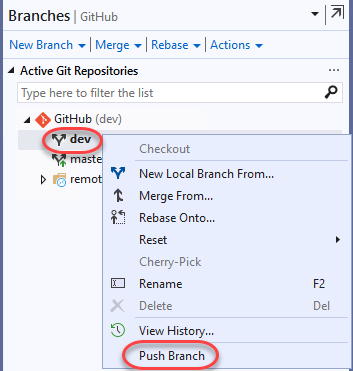 Branches | GitHub
New Branch | Merge | Rebase | Actions
Active Git Repositories
Type here to filter the list
GitHub (dev)
dev
maste
remot
Checkout
New Local Branch From...
Merge From...
Rebase Onto...
Reset
Cherry-Pick
Rename F2
Delete Del
View History...
Push Branch